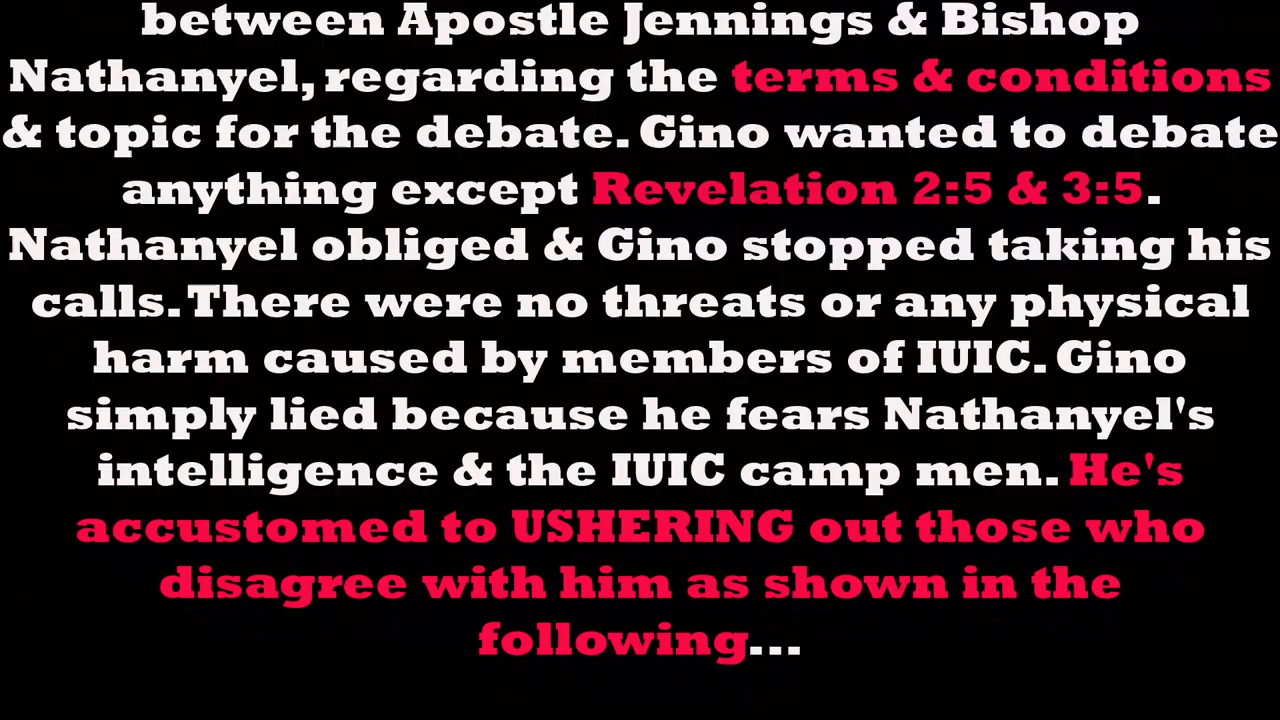 between Apostle Jennings & Bishop
Nathanyel, regarding the terms & conditions
& topic for the debate. Gino wanted to debate
anything except Revelation 2:5 & 3:5.
Nathanyel obliged & Gino stopped taking his
calls. There were no threats or any physical
harm caused by members of IUIC. Gino
simply lied because he fears Nathanyel's
intelligence & the IUIC camp men. He's
accustomed to USHERING out those who
disagree with him as shown in the
following...